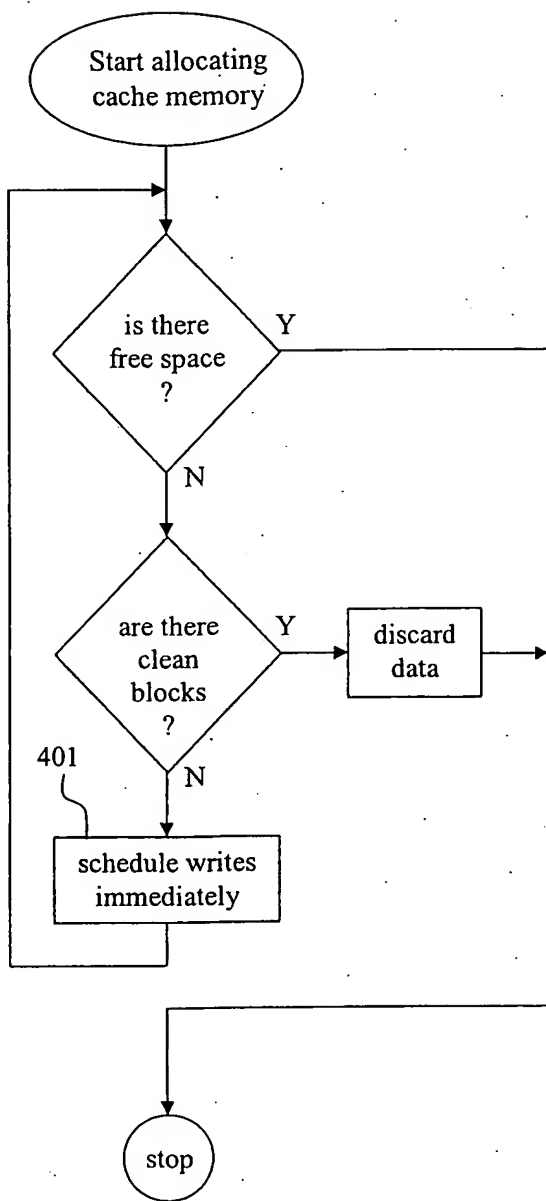 Start allocating
cache memory
is there
free space
?
Y
N
are there
clean
blocks
?
Y
discard
data
N
401
schedule writes
immediately
stop